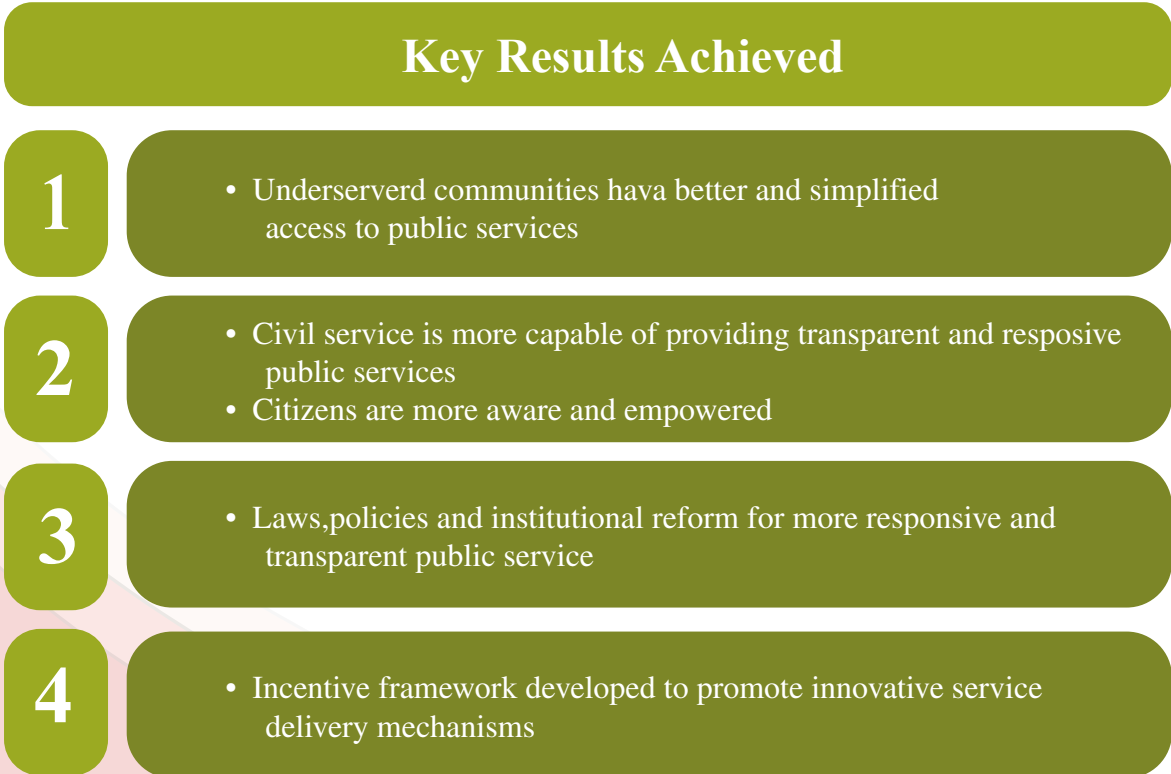 Key Results Achieved
1
• Underserverd communities hava better and simplified
access to public services
2
• Civil service is more capable of providing transparent and resposive
public services
• Citizens are more aware and empowered
3
• Laws,policies and institutional reform for more responsive and
transparent public service
4
• Incentive framework developed to promote innovative service
delivery mechanisms